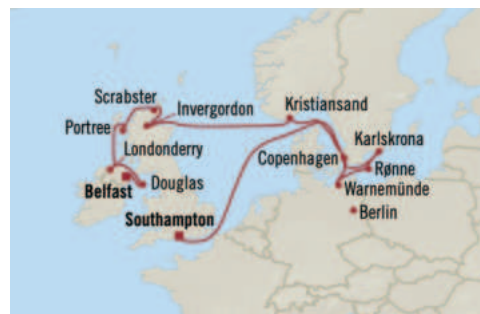 Scrabster
Invergordon
Kristiansand
Portree
Karlskrona
Londonderry
Copenhagen
Rønne
Belfast
Douglas
Warnemünde
Southampton
Berlin